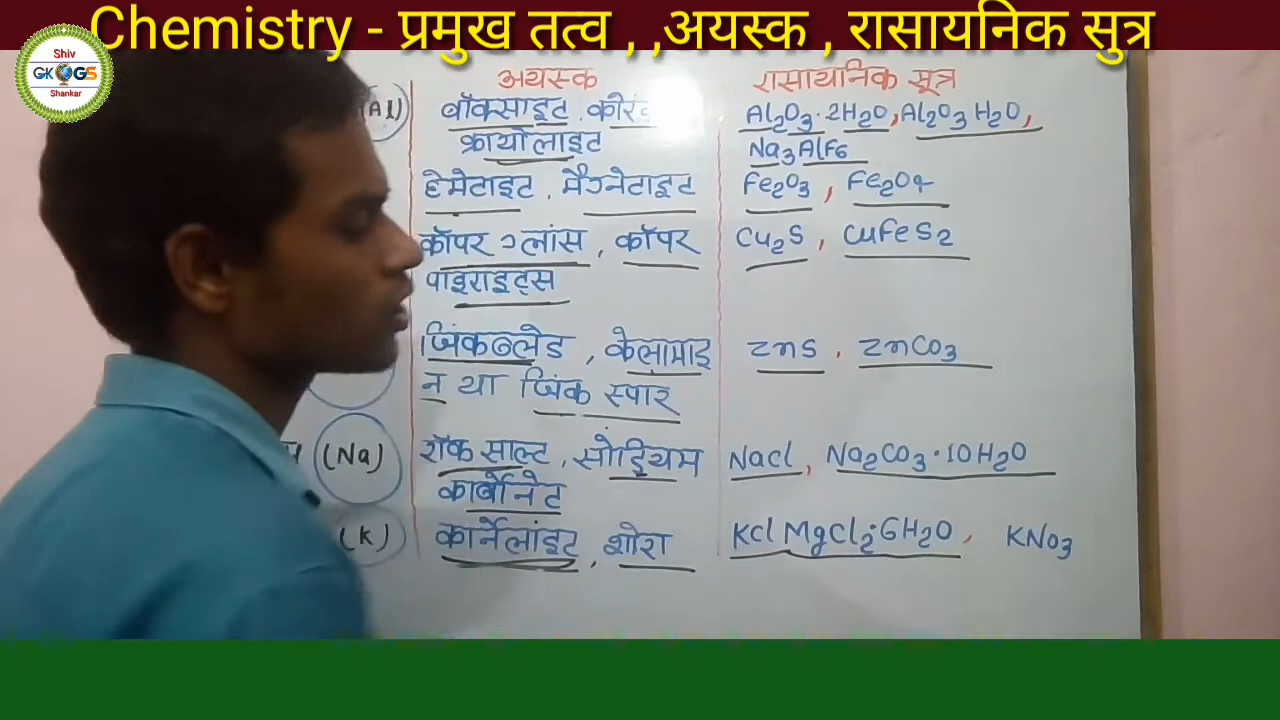 Chemistry - प्रमुख तत्व , ,अयस्क , रासायनिक सुत्र
Shiv
GK GS
Shankar
अयस्क रासायनिक सूत्र
(Al) बॉक्साइट , Al₂O₃·2H₂O, Al₂O₃ H₂O,
क्रायोलाइट Na₃AlF6
हेमेटाइट , मैग्नेटाइट Fe₂O₃ , Fe₂O4
कॉपर ग्लांस , कॉपर Cu₂S , CuFeS₂
पाइराइट्स
जिंकब्लेड , केलामाइ ZnS , ZnCO₃
न या जिंक स्पार
(Na) रॉक साल्ट , सोडियम NaCl , Na₂CO₃·10H₂O
कार्बोनेट
(K) कार्नेलांइट , शोरा KCl MgCl₂·6H₂O , KNO₃